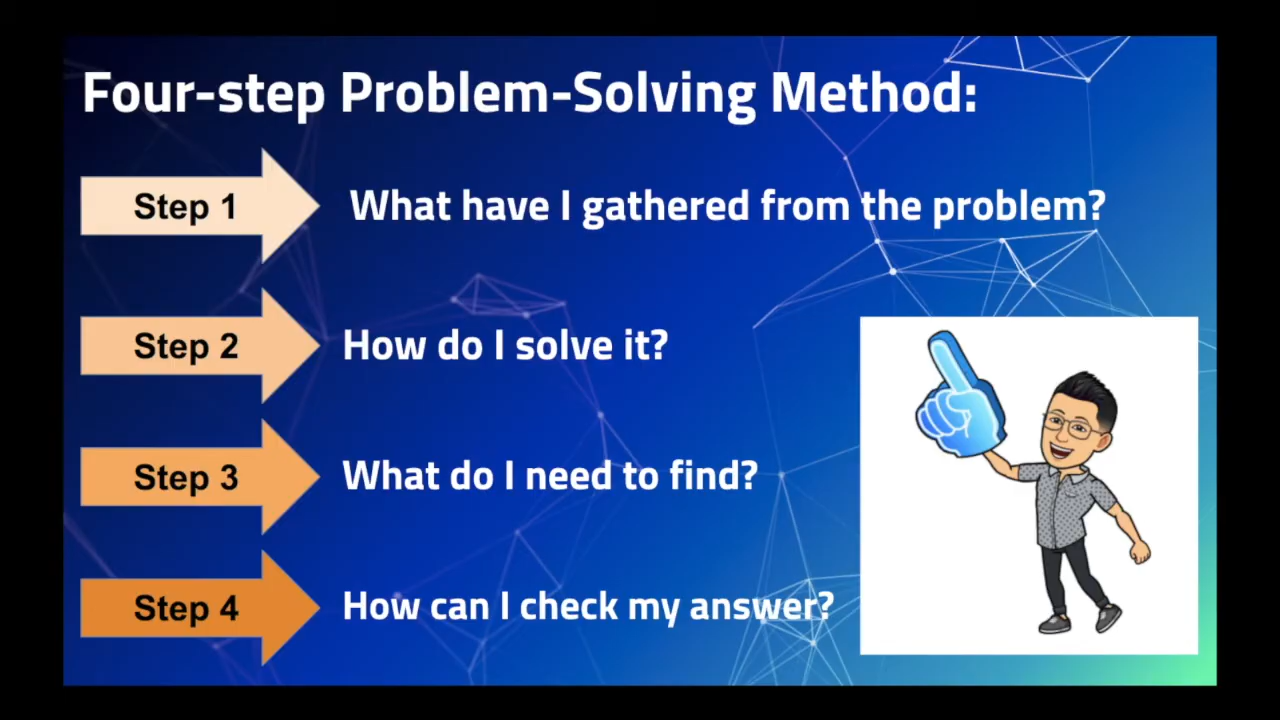 Four-step Problem-Solving Method:
Step 1 What have I gathered from the problem?
Step 2 How do I solve it?
Step 3 What do I need to find?
Step 4 How can I check my answer?